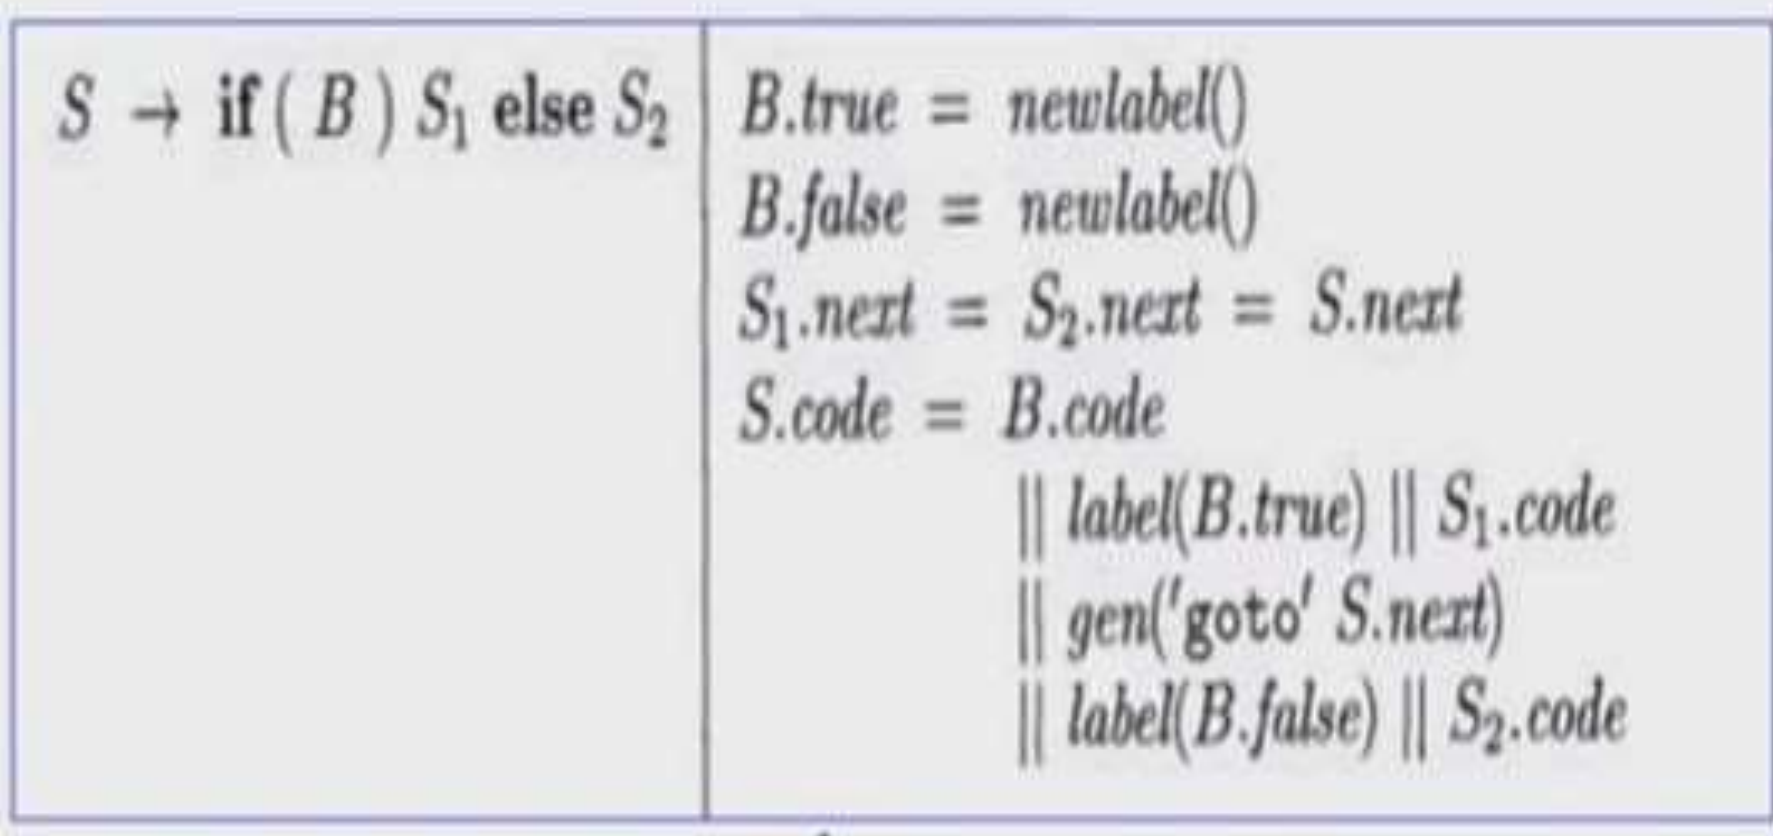 S → if ( B ) S₁ else S₂
B.true = newlabel()
B.false = newlabel()
S₁.next = S₂.next = S.next
S.code = B.code
|| label(B.true) || S₁.code
|| gen('goto' S.next)
|| label(B.false) || S₂.code